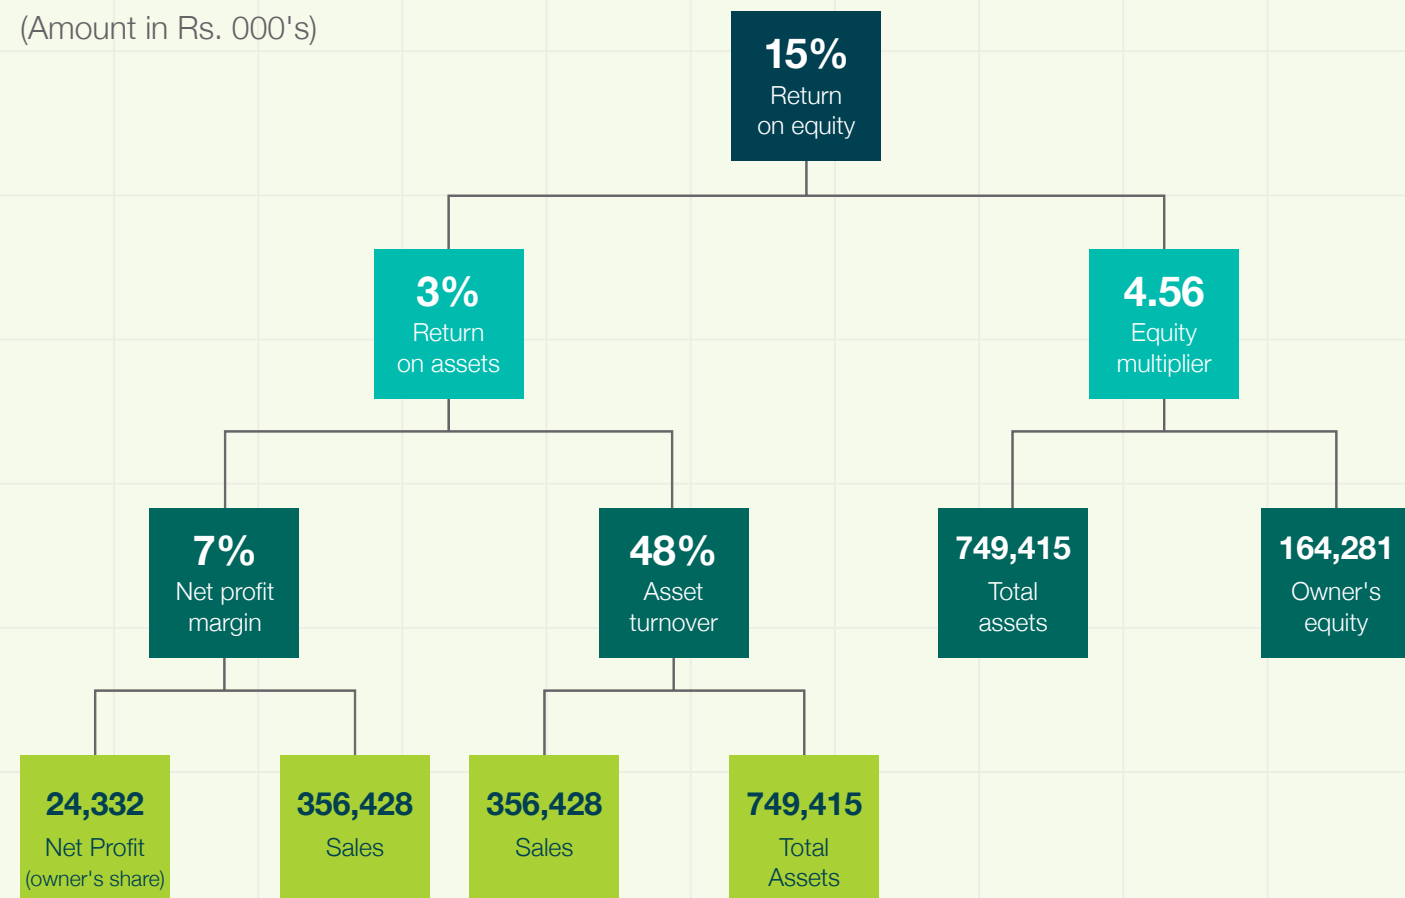 (Amount in Rs. 000's)
15%
Return
on equity
3%
Return
on assets
4.56
Equity
multiplier
7%
Net profit
margin
48%
Asset
turnover
749,415
Total
assets
164,281
Owner's
equity
24,332
Net Profit
(owner's share)
356,428
Sales
356,428
Sales
749,415
Total
Assets